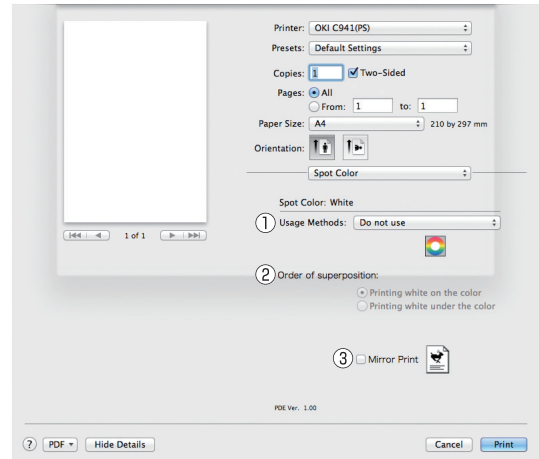 Printer: OKI C941(PS)
Presets: Default Settings
Copies: 1 Two-Sided
Pages: All
From: 1 to: 1
Paper Size: A4 210 by 297 mm
Orientation:
Spot Color
Spot Color: White
1 Usage Methods: Do not use
1 of 1
2 Order of superposition:
Printing white on the color
Printing white under the color
3 Mirror Print
PDE Ver. 1.00
? PDF Hide Details Cancel Print